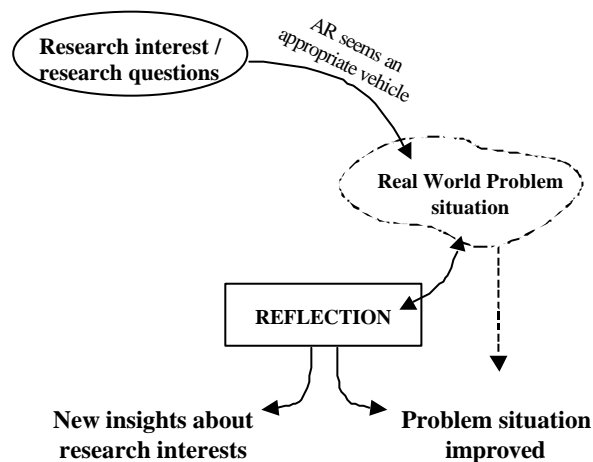 Research interest /
research questions
AR seems an
appropriate vehicle
Real World Problem
situation
REFLECTION
New insights about
research interests
Problem situation
improved